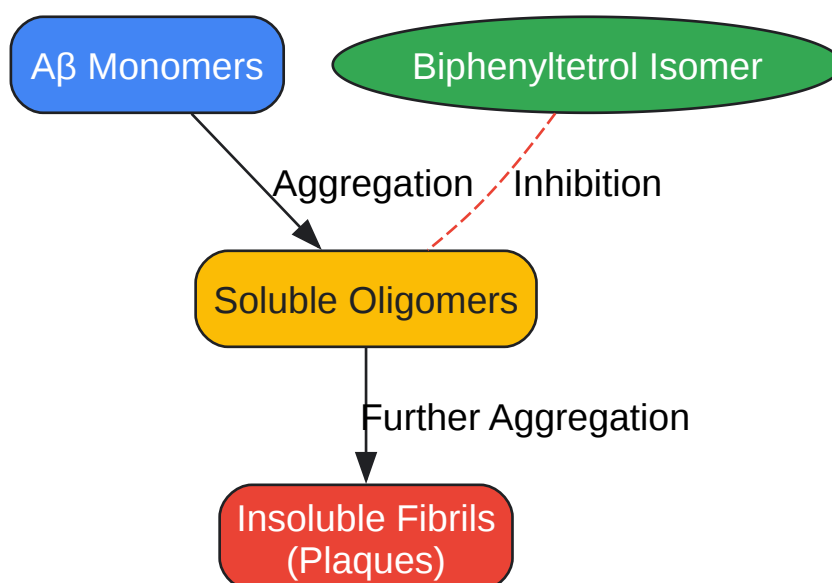 Aβ Monomers
Biphenyltetrol Isomer
Aggregation
Inhibition
Soluble Oligomers
Further Aggregation
Insoluble Fibrils
(Plaques)